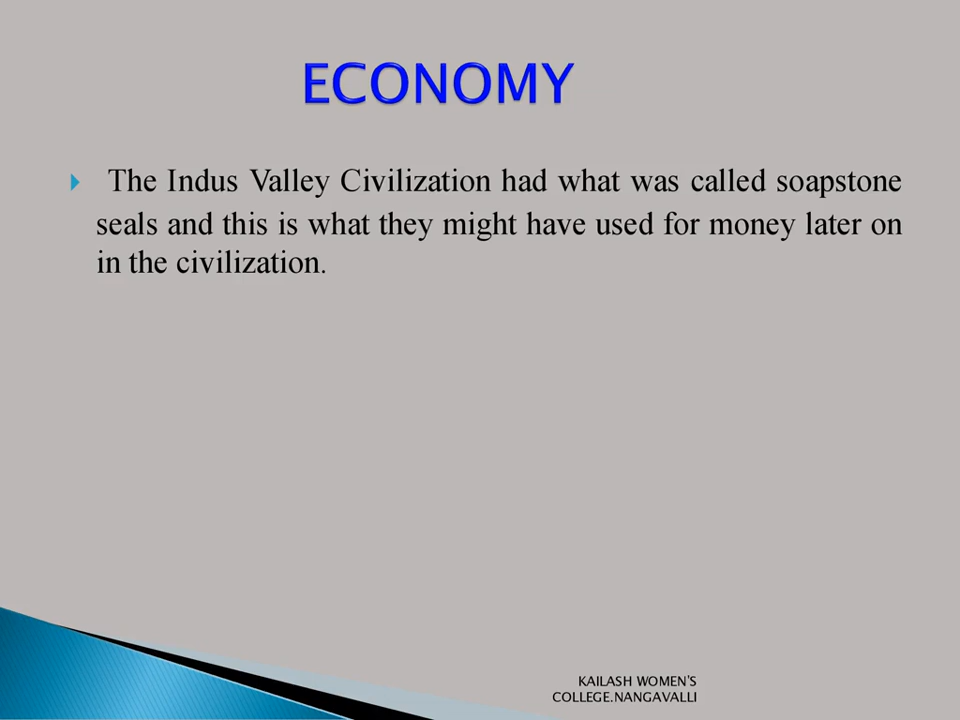 ECONOMY
The Indus Valley Civilization had what was called soapstone
seals and this is what they might have used for money later on
in the civilization.
KAILASH WOMEN'S
COLLEGE.NANGAVALLI